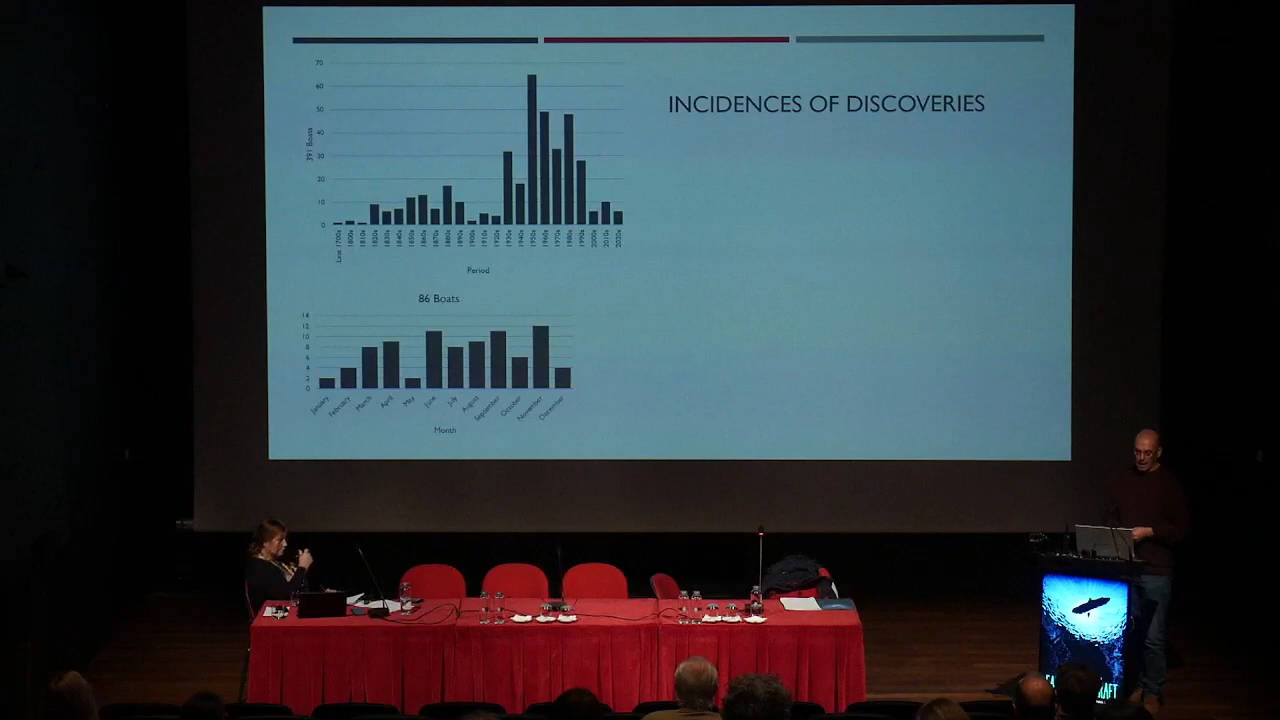 INCIDENCES OF DISCOVERIES
70
60
50
40
30
20
10
0
391 Boats
Late 1700s
1800s
1810s
1820s
1830s
1840s
1850s
1860s
1870s
1880s
1890s
1900s
1910s
1920s
1930s
1940s
1950s
1960s
1970s
1980s
1990s
2000s
2010s
2020s
Period
86 Boats
14
12
10
8
6
4
2
0
January
February
March
April
May
June
July
August
September
October
November
December
Month